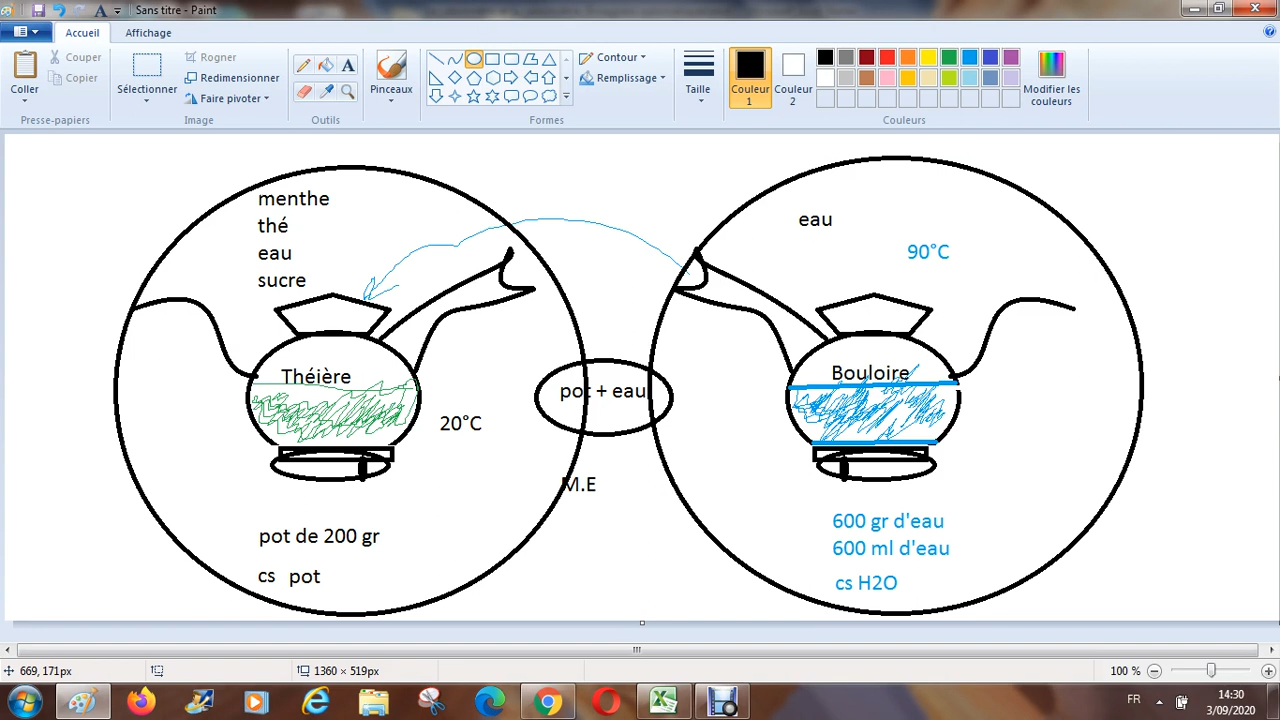 Sans titre - Paint
Accueil
Affichage
Coller
Couper
Copier
Presse-papiers
Sélectionner
Rogner
Redimensionner
Faire pivoter
Image
A
Outils
Pinceaux
Contour
Remplissage
Formes
Taille
Couleur 1
Couleur 2
Modifier les couleurs
Couleurs
menthe
thé
eau
sucre
eau
90°C
Théière
Bouloire
20°C
pot + eau
M.E
pot de 200 gr
cs pot
600 gr d'eau
600 ml d'eau
cs H2O
669, 171px
1360 × 519px
100 %
FR
14:30
3/09/2020